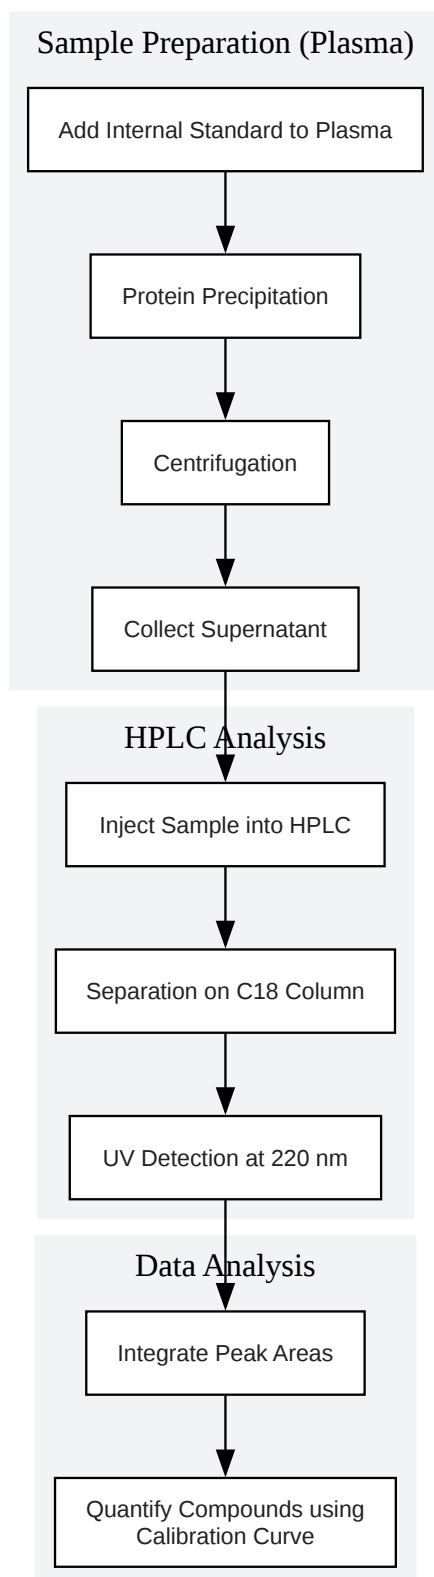 Sample Preparation (Plasma)
Add Internal Standard to Plasma
Protein Precipitation
Centrifugation
Collect Supernatant
HPLC Analysis
Inject Sample into HPLC
Separation on C18 Column
UV Detection at 220 nm
Data Analysis
Integrate Peak Areas
Quantify Compounds using
Calibration Curve